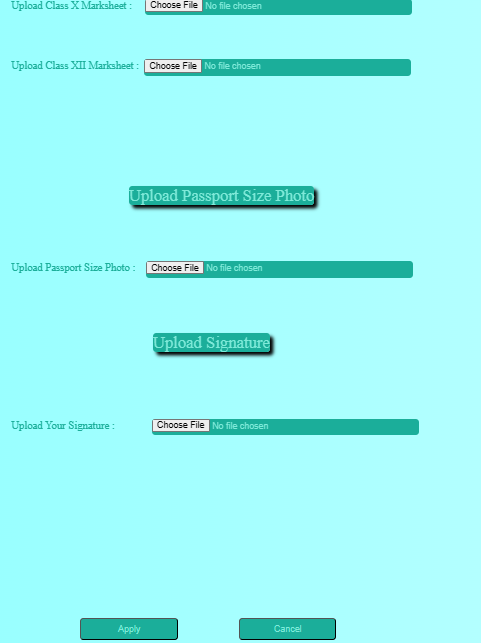 Upload Class X Marksheet : Choose File No file chosen
Upload Class XII Marksheet : Choose File No file chosen
Upload Passport Size Photo
Upload Passport Size Photo : Choose File No file chosen
Upload Signature
Upload Your Signature : Choose File No file chosen
Apply Cancel